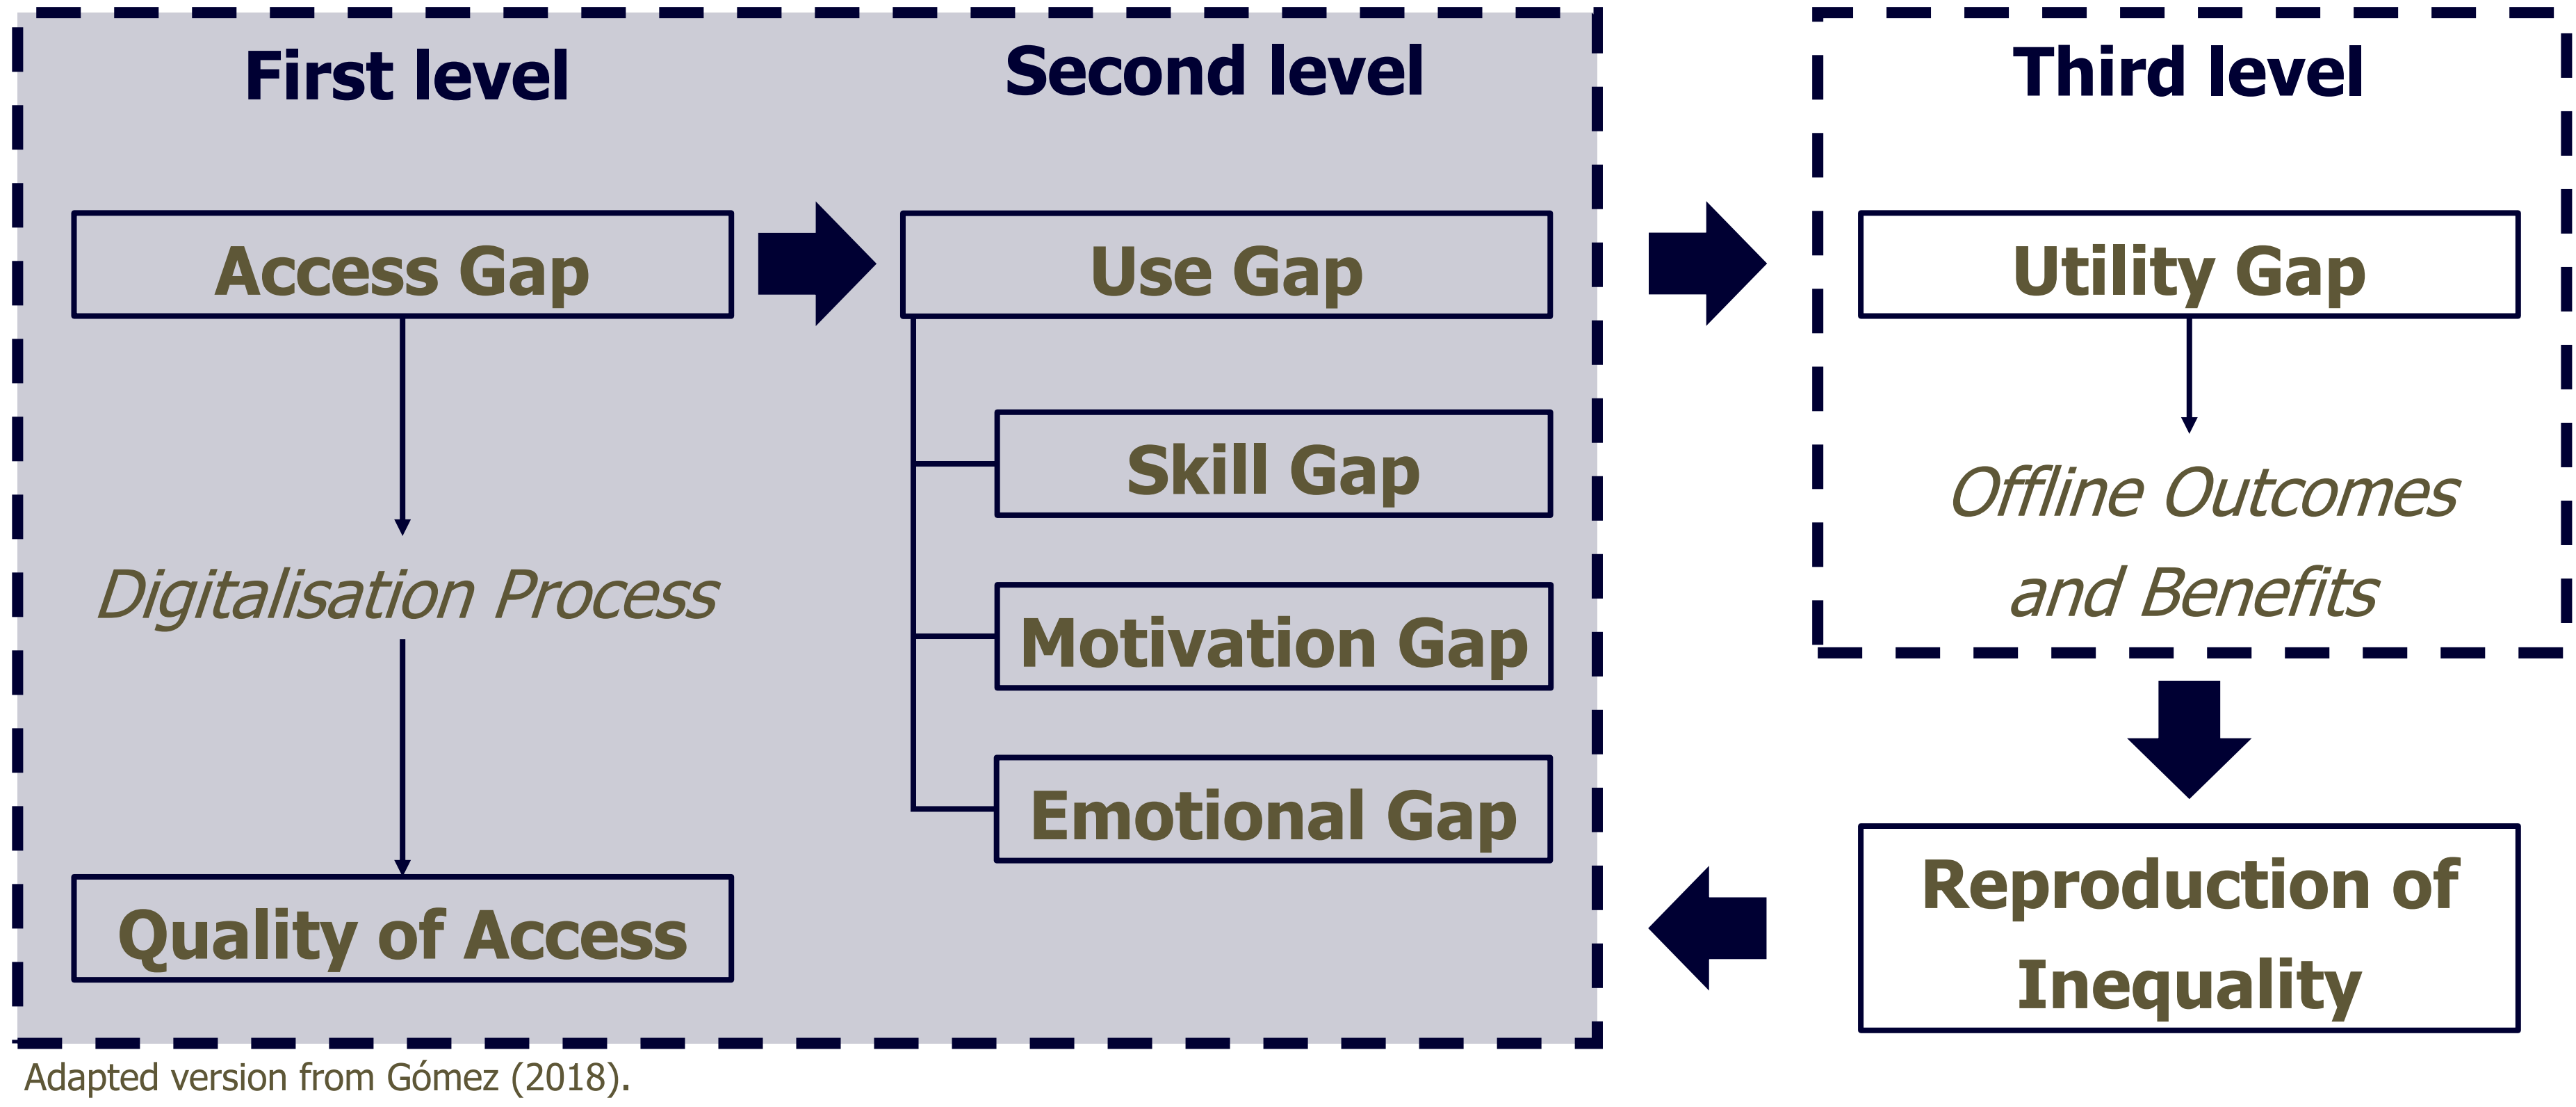 First level
Access Gap
Digitalisation Process
Quality of Access
Second level
Use Gap
Skill Gap
Motivation Gap
Emotional Gap
Third level
Utility Gap
Offline Outcomes
and Benefits
Reproduction of
Inequality
Adapted version from Gómez (2018).